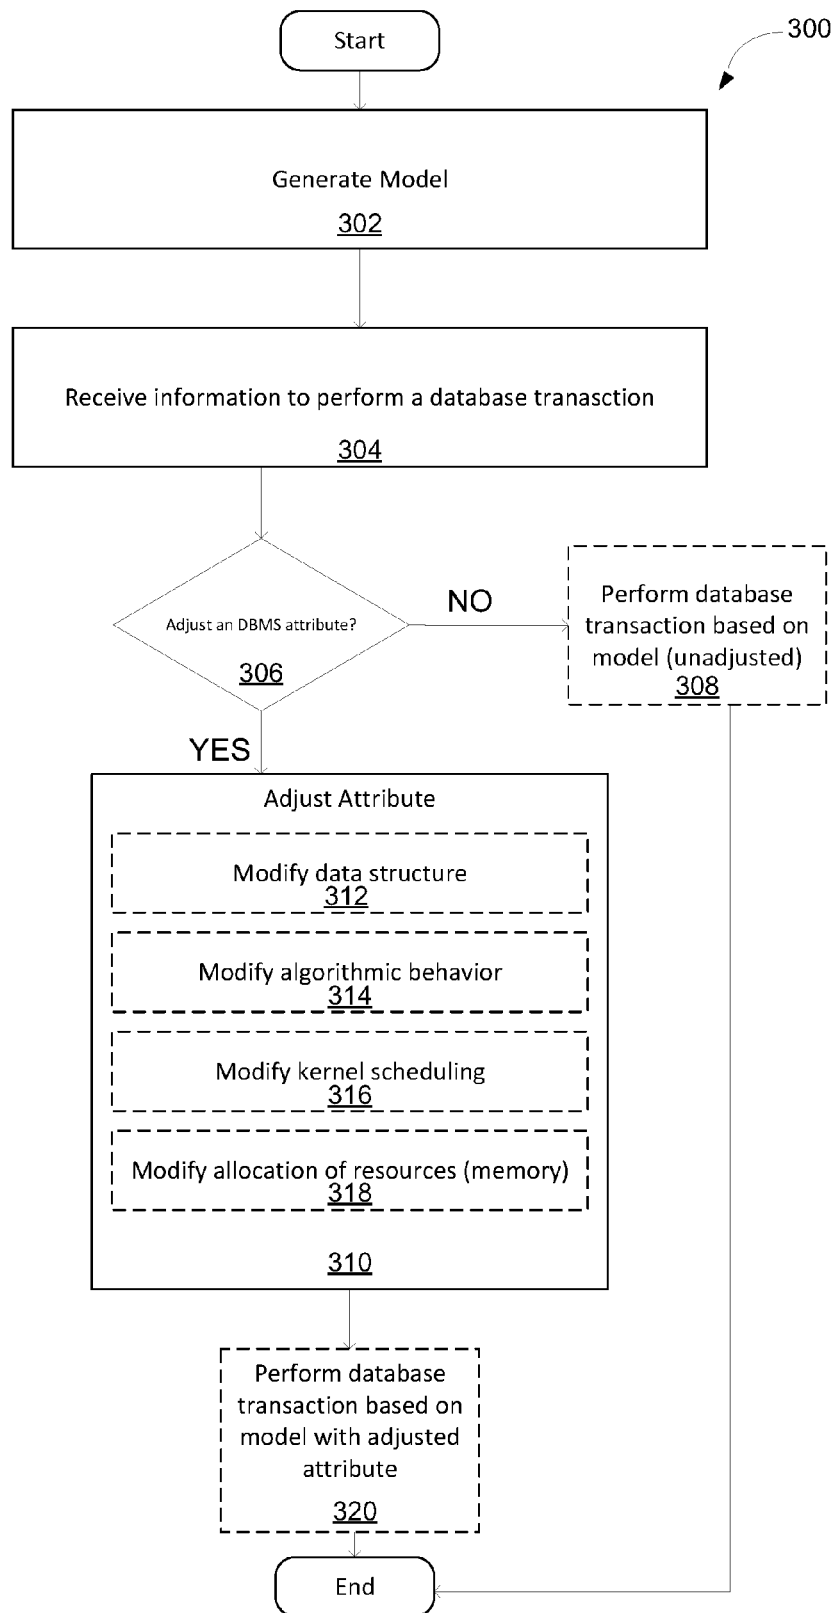 Start
300
Generate Model
302
Receive information to perform a database tranasction
304
Adjust an DBMS attribute?
306
NO
Perform database
transaction based on
model (unadjusted)
308
YES
Adjust Attribute
Modify data structure
312
Modify algorithmic behavior
314
Modify kernel scheduling
316
Modify allocation of resources (memory)
318
310
Perform database
transaction based on
model with adjusted
attribute
320
End